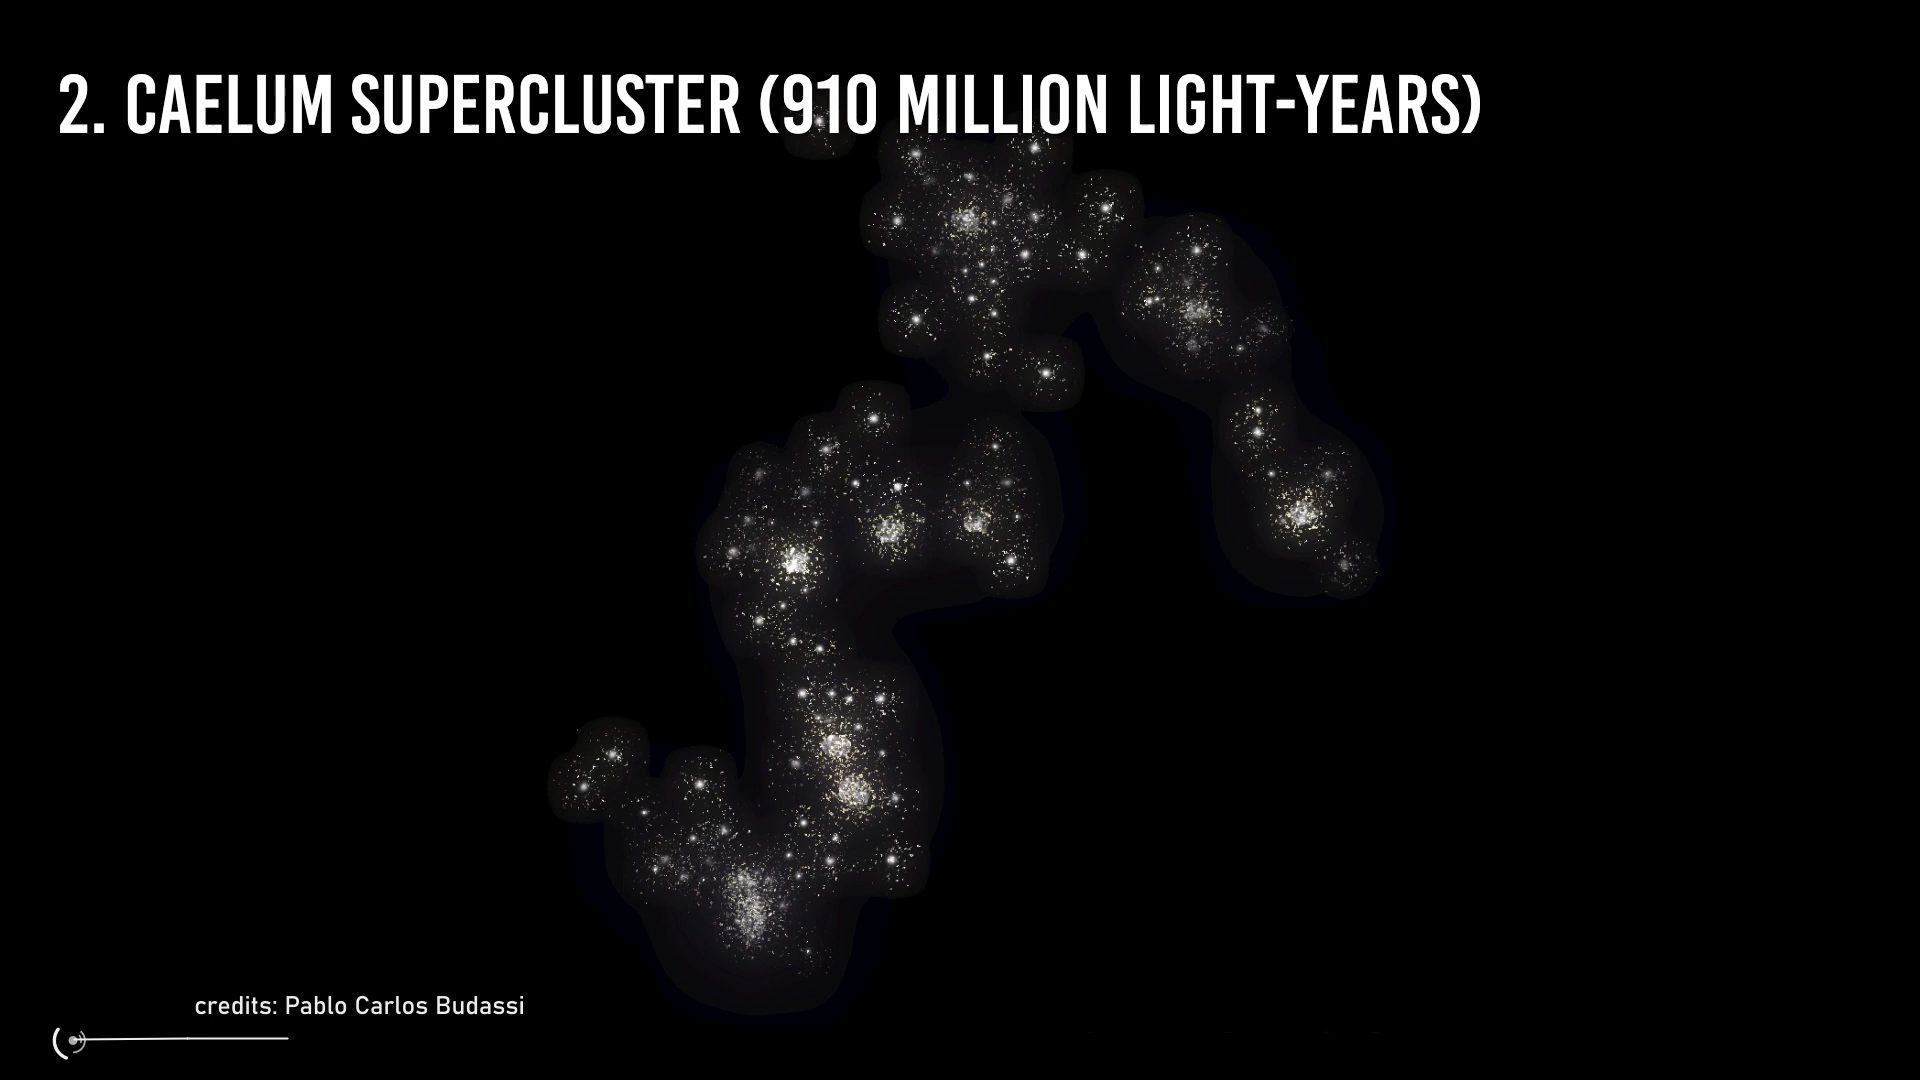 2. CAELUM SUPERCLUSTER (910 MILLION LIGHT-YEARS)
credits: Pablo Carlos Budassi